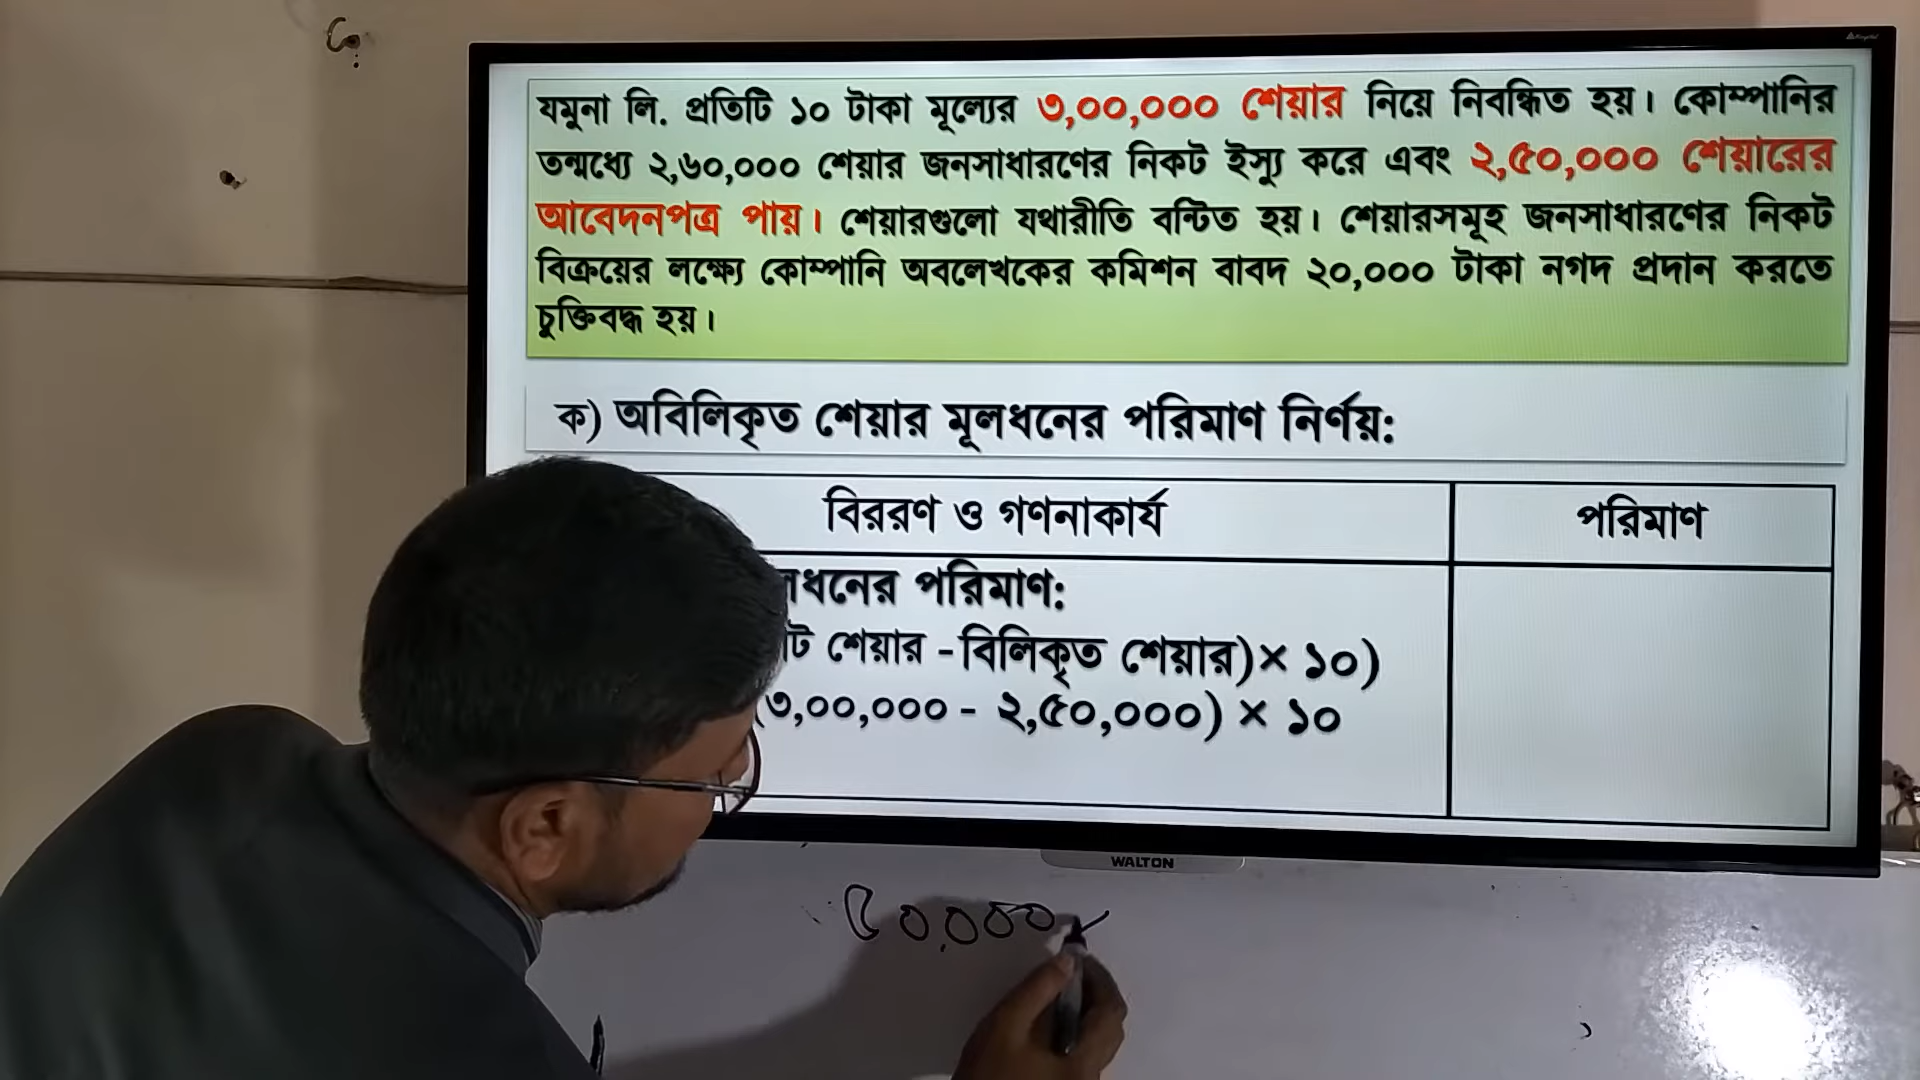 যমুনা লি. প্রতিটি ১০ টাকা মূল্যের ৩,০০,০০০ শেয়ার নিয়ে নিবন্ধিত হয়। কোম্পানির
তন্মধ্যে ২,৬০,০০০ শেয়ার জনসাধারণের নিকট ইস্যু করে এবং ২,৫০,০০০ শেয়ারের
আবেদনপত্র পায়। শেয়ারগুলো যথারীতি বন্টিত হয়। শেয়ারসমূহ জনসাধারণের নিকট
বিক্রয়ের লক্ষ্যে কোম্পানি অবলেখকের কমিশন বাবদ ২০,০০০ টাকা নগদ প্রদান করতে
চুক্তিবদ্ধ হয়।
ক) অবিলিকৃত শেয়ার মূলধনের পরিমাণ নির্ণয়:
বিররণ ও গণনাকার্য
পরিমাণ
পরিমাণ:
শেয়ার - বিলিকৃত শেয়ার) × ১০)
(৩,০০,০০০ - ২,৫০,০০০) × ১০
WALTON
৫০,০০০ ×